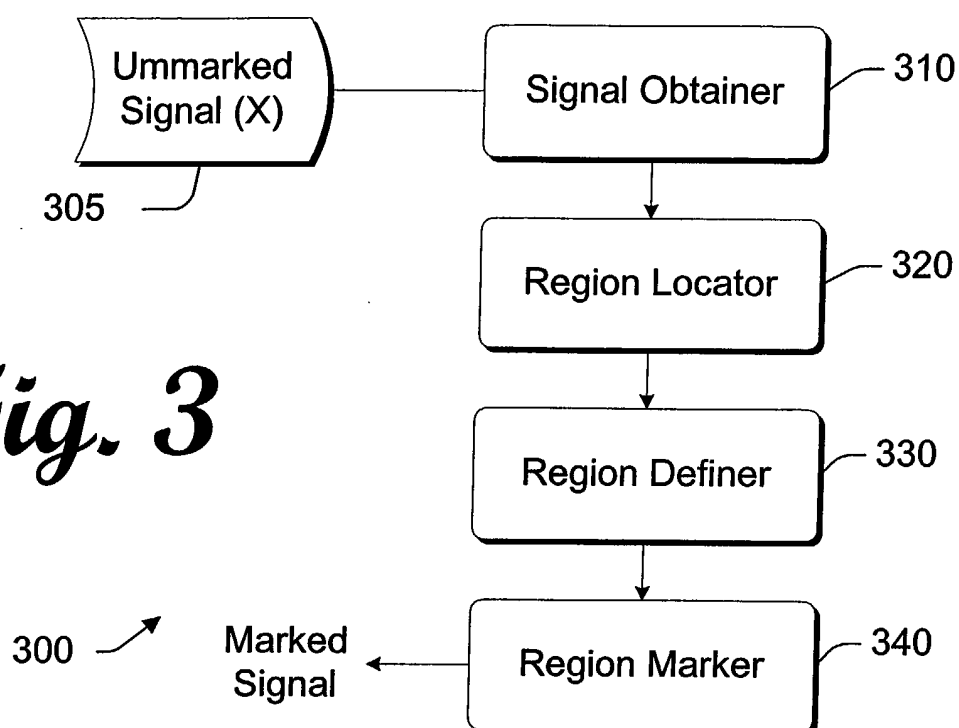 Ummarked
Signal (X)
305
Signal Obtainer
310
Region Locator
320
ig. 3
Region Definer
330
300
Marked
Signal
Region Marker
340